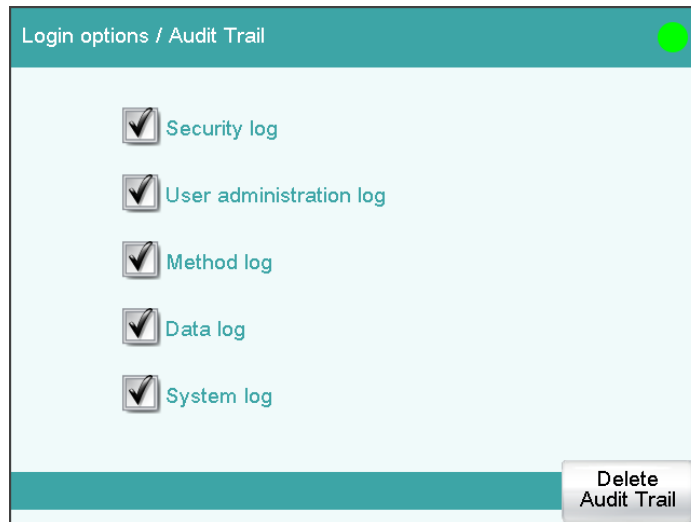 Login options / Audit Trail
Security log
User administration log
Method log
Data log
System log
Delete
Audit Trail